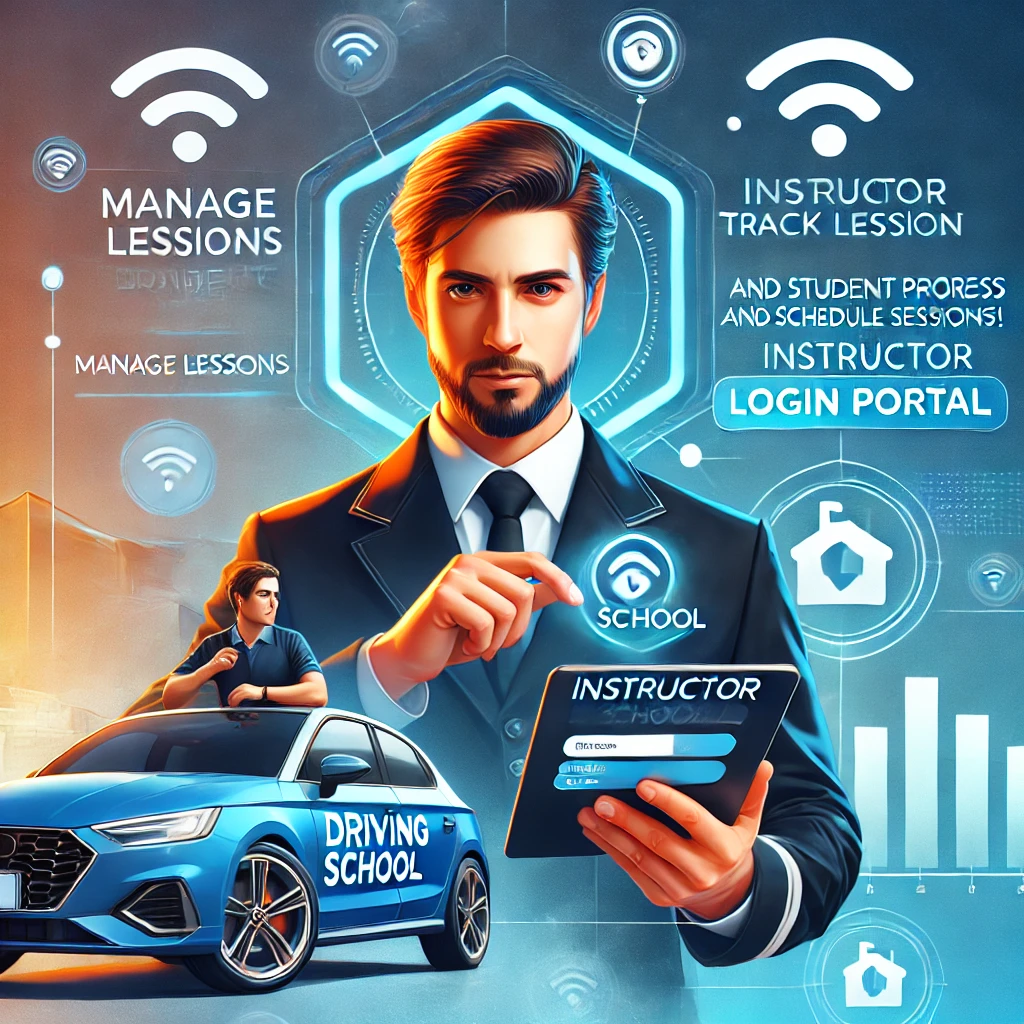 MANAGE
LESSIONS
MANAGE LESSONS
INSTRUCTOR
TRACK LESSION
AND STUDENT PRORESS
AND SCHEDULE SESSIONS!
INSTRUCTOR
LOGIN PORTAL
SCHOOL
INSTRUCTOR
SCHOOL
DRIVING
SCHOOL